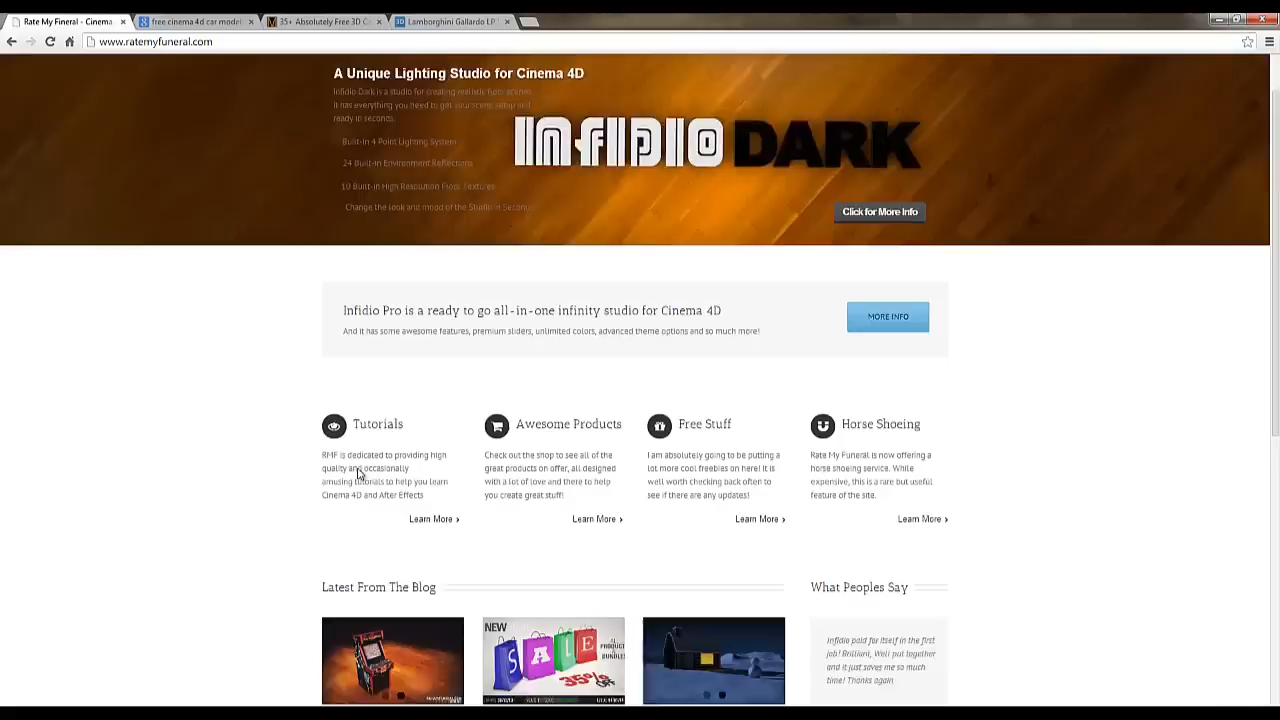 Rate My Fineral - Cinema
free cinema 4d car model
35+ Absolutely Free 3D C
Lamborghini Gallardo LP
www.ratemyfuneral.com
A Unique Lighting Studio for Cinema 4D
Infidio Dark is a studio for creating realistic floor scenes.
It has everything you need to get your scene setup and
ready in seconds.
Built-in 4 Point Lighting System
24 Built-in Environment Reflections
10 Built-in High Resolution Floor Textures
Change the look and mood of the Studio in Seconds
INFIDIO DARK
Click for More Info
Infidio Pro is a ready to go all-in-one infinity studio for Cinema 4D
And it has some awesome features, premium sliders, unlimited colors, advanced theme options and so much more!
MORE INFO
Tutorials
RMF is dedicated to providing high
quality and occasionally
amusing tutorials to help you learn
Cinema 4D and After Effects
Learn More ›
Awesome Products
Check out the shop to see all of the
great products on offer, all designed
with a lot of love and there to help
you create great stuff!
Learn More ›
Free Stuff
I am absolutely going to be putting a
lot more cool freebies on here! It is
well worth checking back often to
see if there are any updates!
Learn More ›
Horse Shoeing
Rate My Funeral is now offering a
horse shoeing service. While
expensive, this is a rare but useful
feature of the site.
Learn More ›
Latest From The Blog
NEW
SALE
35%
What Peoples Say
Infidio paid for itself in the first
job! Brilliant, Well put together
and it just saves me so much
time! Thanks again